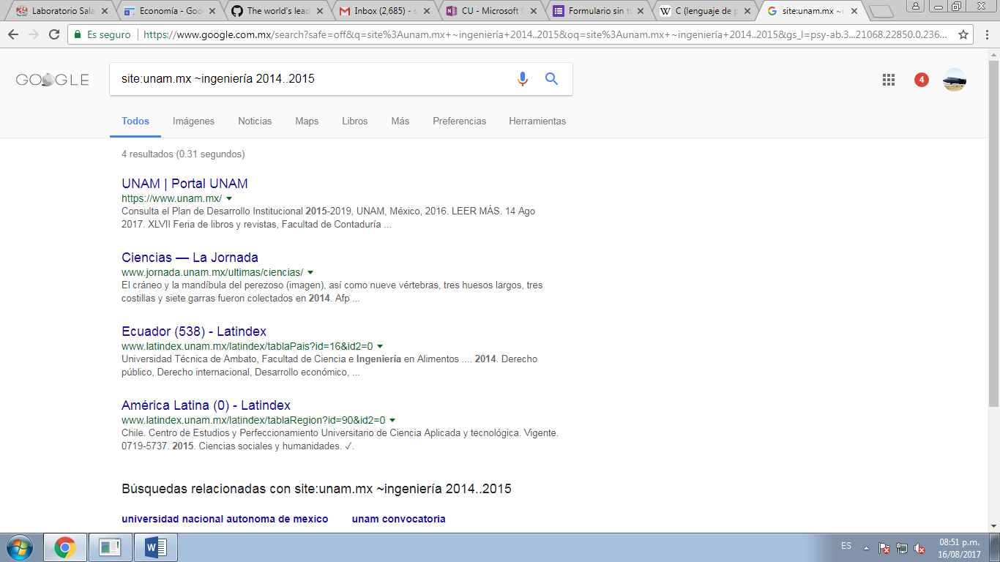 Laboratorio Sala
Economía - Goo
The world's lead
Inbox (2,685) - s
CU - Microsoft
Formulario sin t
C (lenguaje de p
site:unam.mx ~i
Es seguro
https://www.google.com.mx/search?safe=off&q=site%3Aunam.mx+~ingeniería+2014..2015&oq=site%3Aunam.mx+~ingeniería+2014..2015&gs_l=psy-ab.3...21068.22850.0.236...
GOOGLE
site:unam.mx ~ingeniería 2014..2015
4
Todos Imágenes Noticias Maps Libros Más Preferencias Herramientas
4 resultados (0.31 segundos)
UNAM | Portal UNAM
https://www.unam.mx/
Consulta el Plan de Desarrollo Institucional 2015-2019, UNAM, México, 2016. LEER MÁS. 14 Ago
2017. XLVII Feria de libros y revistas, Facultad de Contaduría ...
Ciencias — La Jornada
www.jornada.unam.mx/ultimas/ciencias/
El cráneo y la mandíbula del perezoso (imagen), así como nueve vértebras, tres huesos largos, tres
costillas y siete garras fueron colectados en 2014. Afp ...
Ecuador (538) - Latindex
www.latindex.unam.mx/latindex/tablaPais?id=16&id2=0
Universidad Técnica de Ambato, Facultad de Ciencia e Ingeniería en Alimentos .... 2014. Derecho
público, Derecho internacional, Desarrollo económico, ...
América Latina (0) - Latindex
www.latindex.unam.mx/latindex/tablaRegion?id=90&id2=0
Chile. Centro de Estudios y Perfeccionamiento Universitario de Ciencia Aplicada y tecnológica. Vigente.
0719-5737. 2015. Ciencias sociales y humanidades. ✓.
Búsquedas relacionadas con site:unam.mx ~ingeniería 2014..2015
universidad nacional autonoma de mexico unam convocatoria
ES
08:51 p.m.
16/08/2017